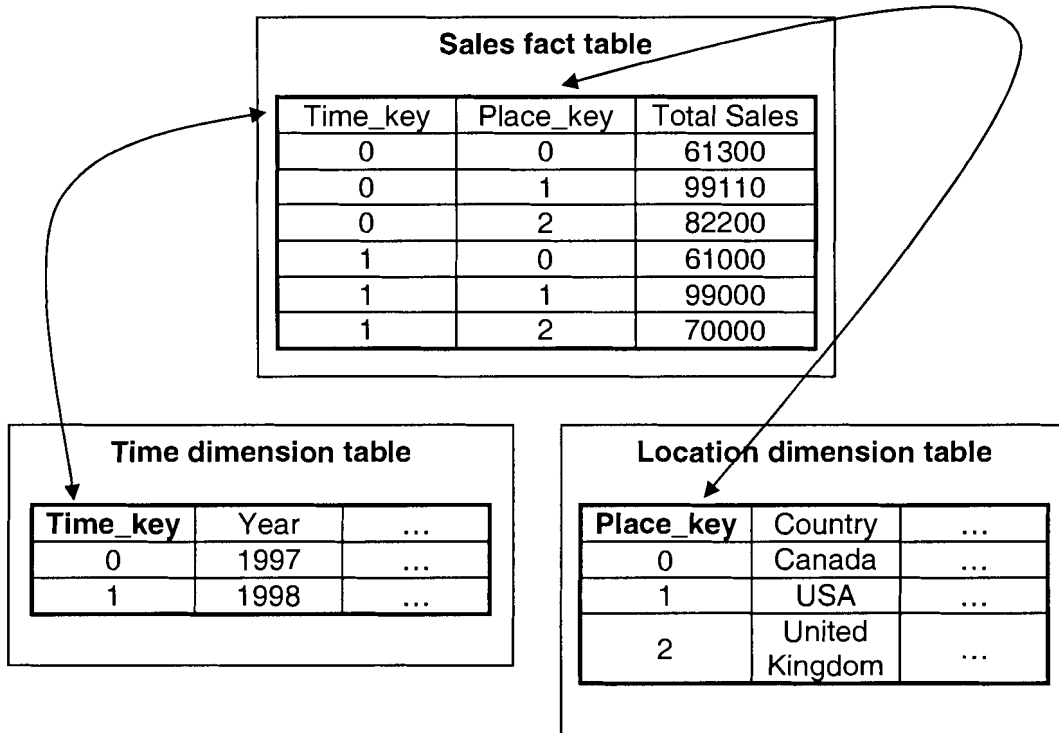 Sales fact table
Time_key Place_key Total Sales
0 0 61300
0 1 99110
0 2 82200
1 0 61000
1 1 99000
1 2 70000
Time dimension table
Time_key Year ...
0 1997 ...
1 1998 ...
Location dimension table
Place_key Country ...
0 Canada ...
1 USA ...
2 United
Kingdom ...